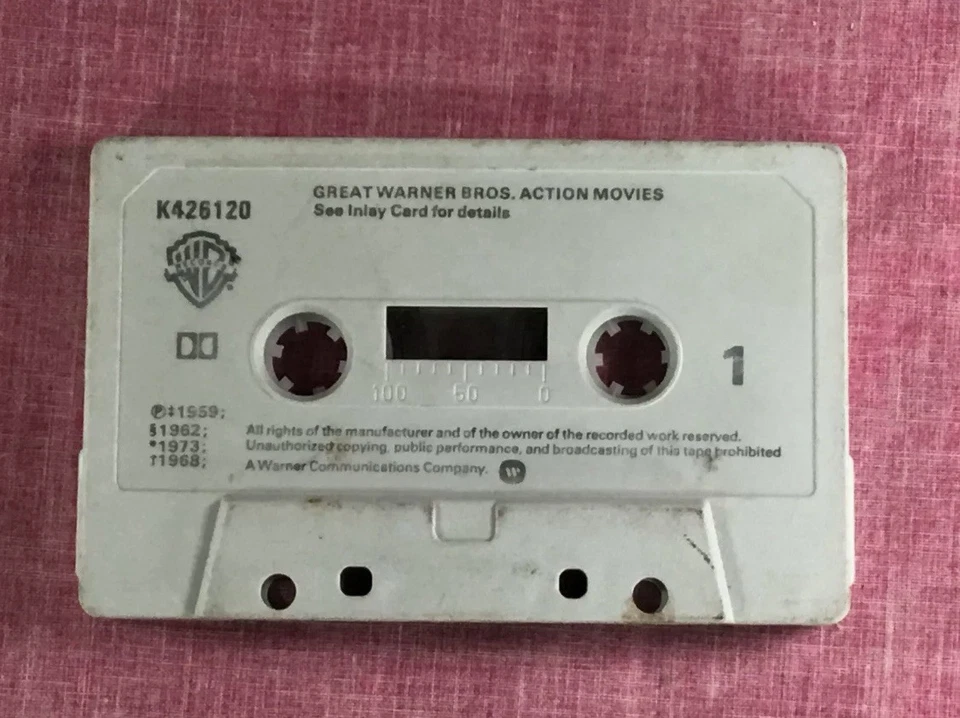 GREAT WARNER BROS. ACTION MOVIES
See Inlay Card for details
K426120
RECORDS
1
100 50 0
Ⓟ‡1959;
§1962;
*1973;
†1968;
All rights of the manufacturer and of the owner of the recorded work reserved.
Unauthorized copying, public performance, and broadcasting of this tape prohibited
A Warner Communications Company.